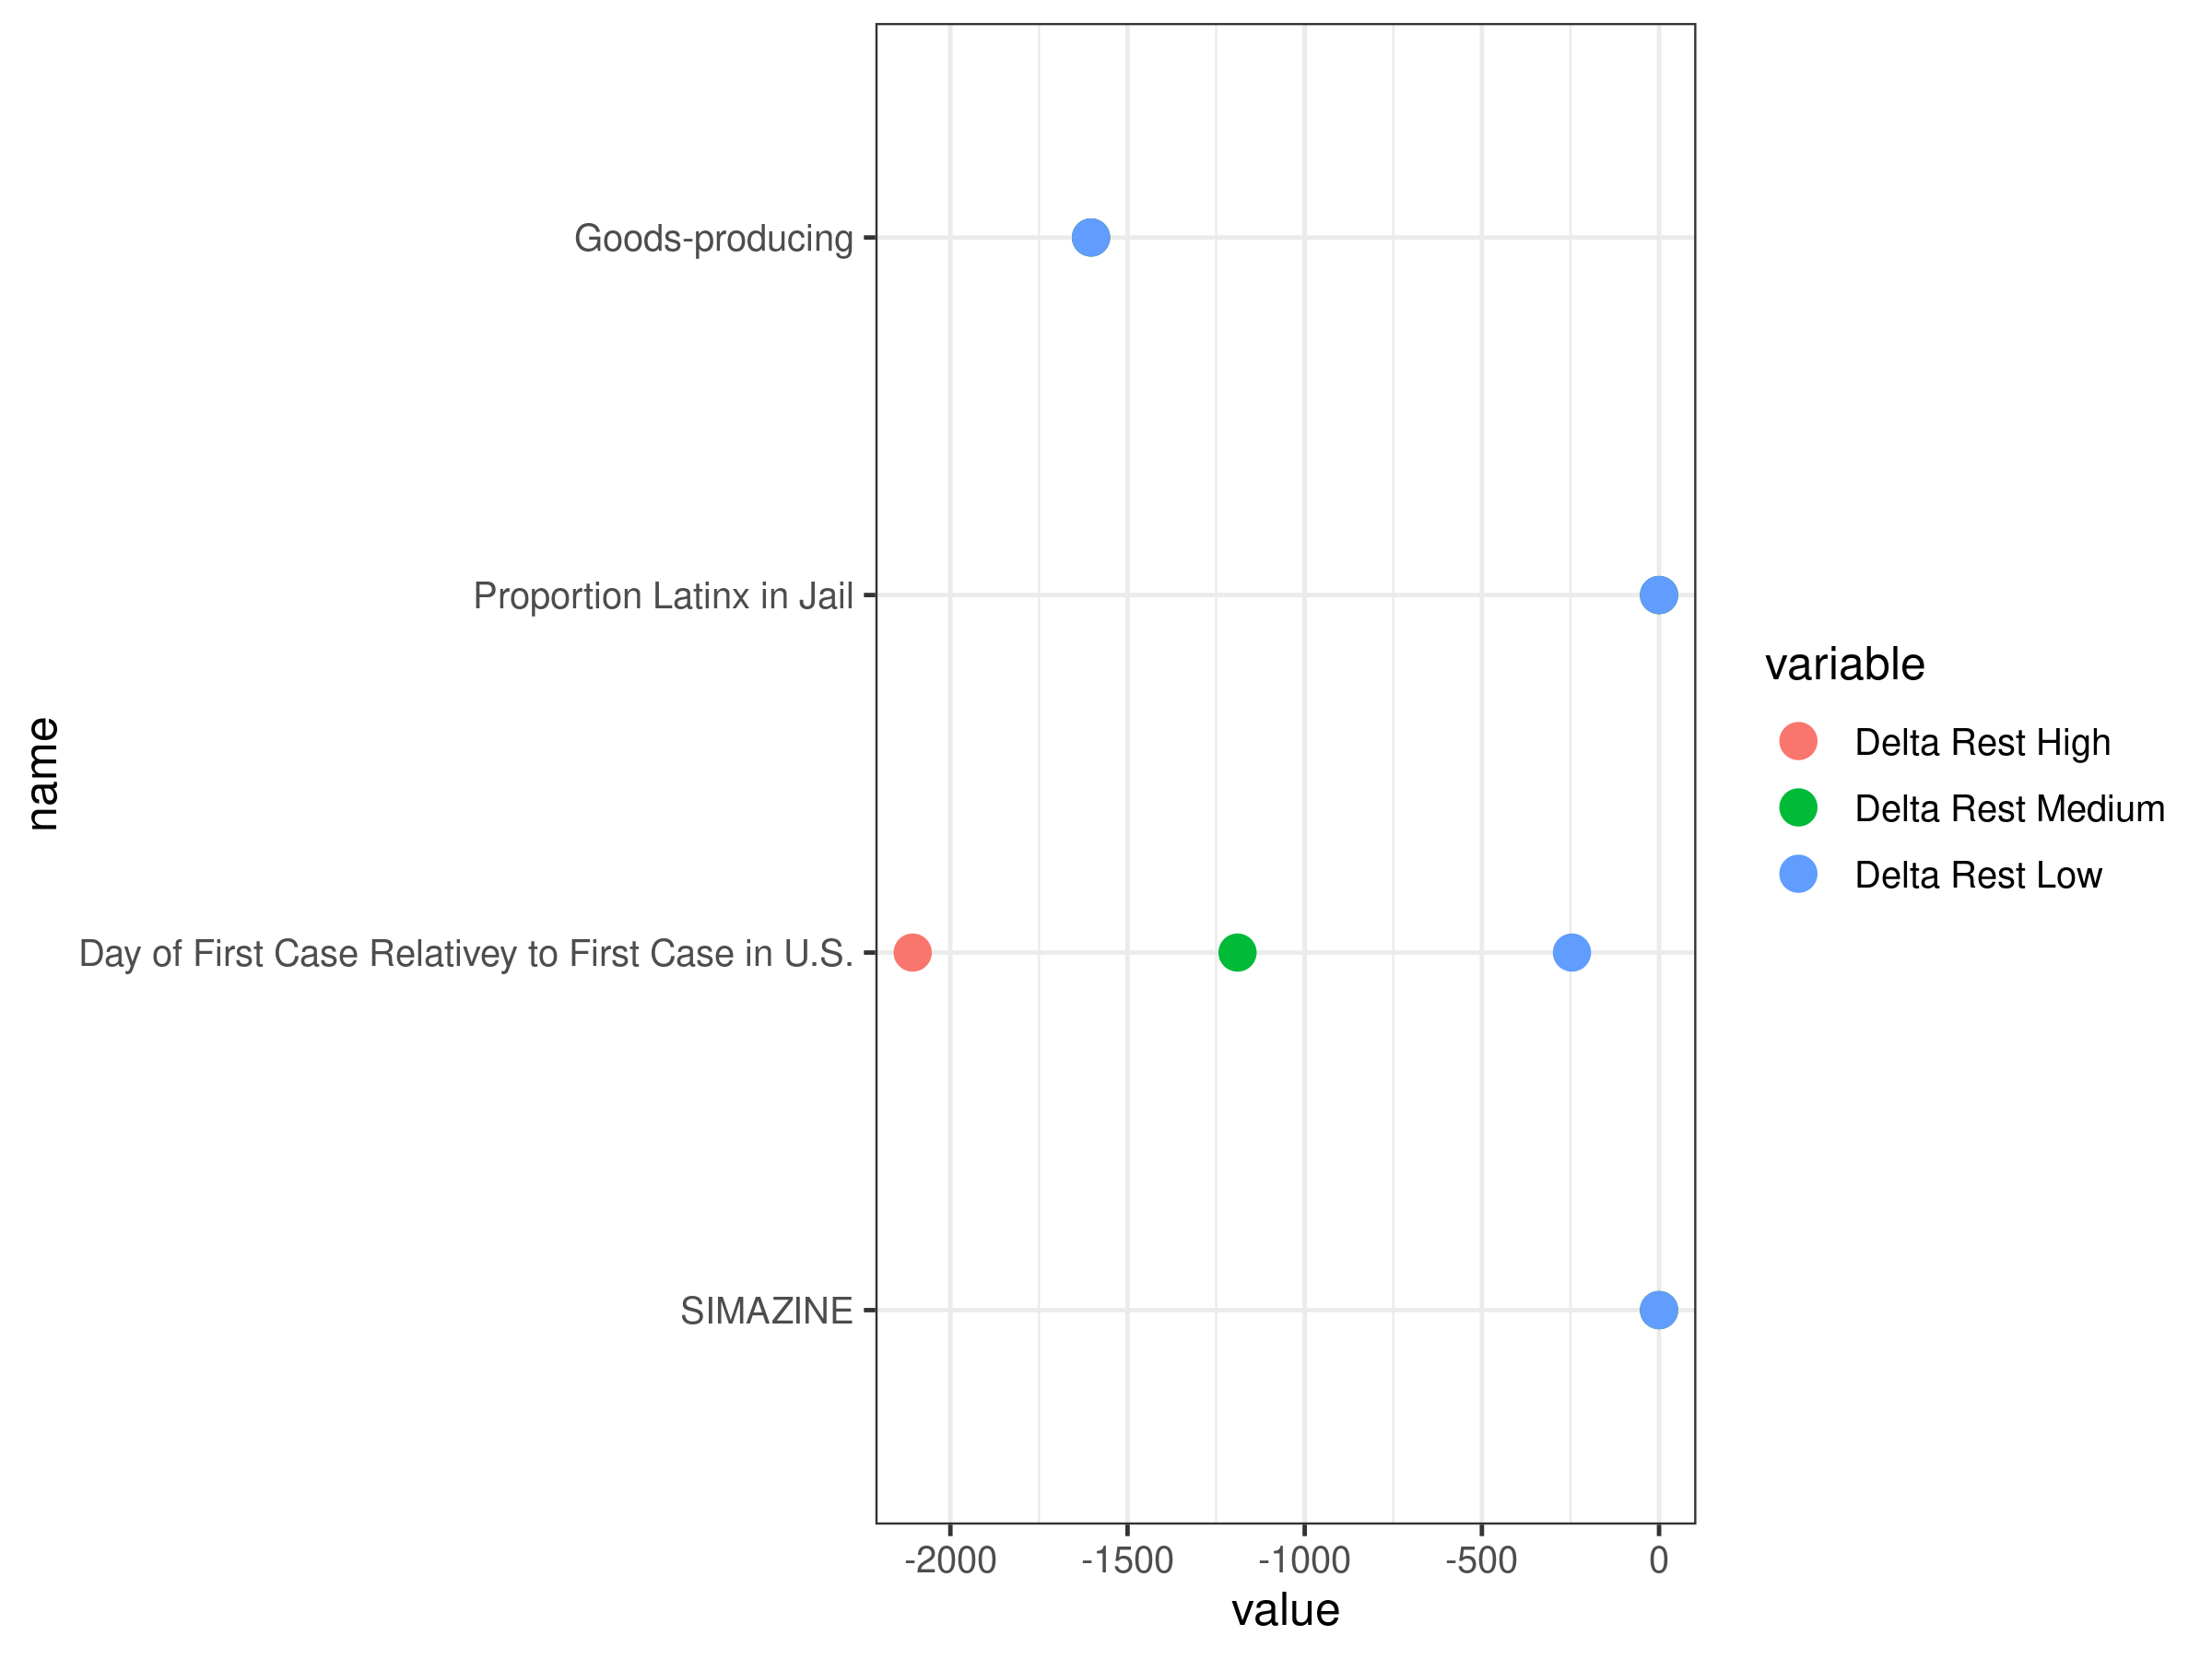 name
Goods-producing
Proportion Latinx in Jail
Day of First Case Relativey to First Case in U.S.
SIMAZINE
-2000 -1500 -1000 -500 0
value
variable
Delta Rest High
Delta Rest Medium
Delta Rest Low